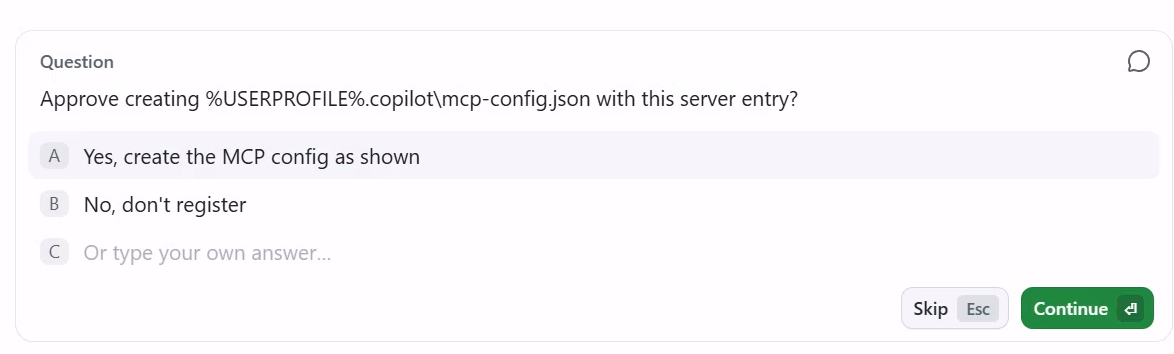 Question
Approve creating %USERPROFILE%.copilot\mcp-config.json with this server entry?
A Yes, create the MCP config as shown
B No, don't register
C Or type your own answer...
Skip Esc Continue ⏎